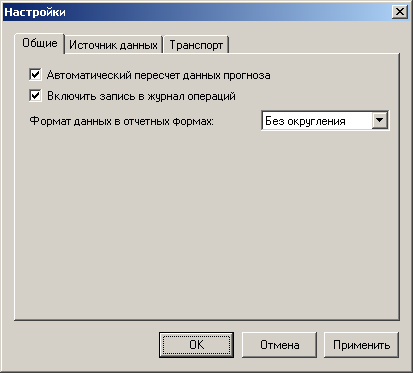 Настройки
Общие Источник данных Транспорт
Автоматический пересчет данных прогноза
Включить запись в журнал операций
Формат данных в отчетных формах: Без округления
OK Отмена Применить